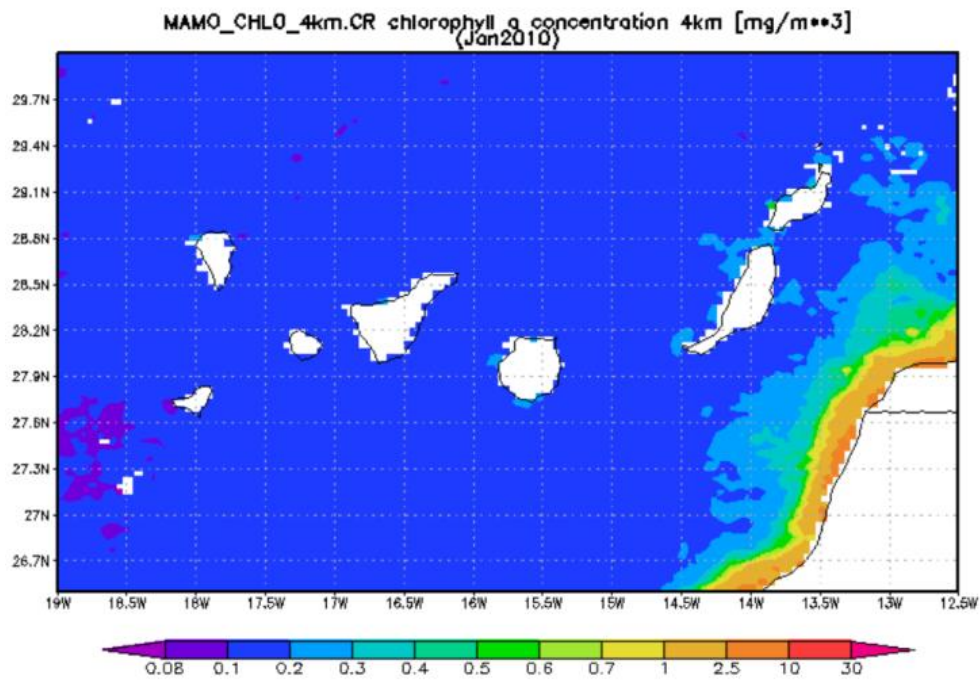 MAMO_CHLO_4km.CR chlorophyll a concentration 4km [mg/m**3]
(Jan2010)
29.7N
29.4N
29.1N
28.8N
28.5N
28.2N
27.9N
27.6N
27.3N
27N
26.7N
19W 18.5W 18W 17.5W 17W 16.5W 16W 15.5W 15W 14.5W 14W 13.5W 13W 12.5W
0.08 0.1 0.2 0.3 0.4 0.5 0.6 0.7 1 2.5 10 30